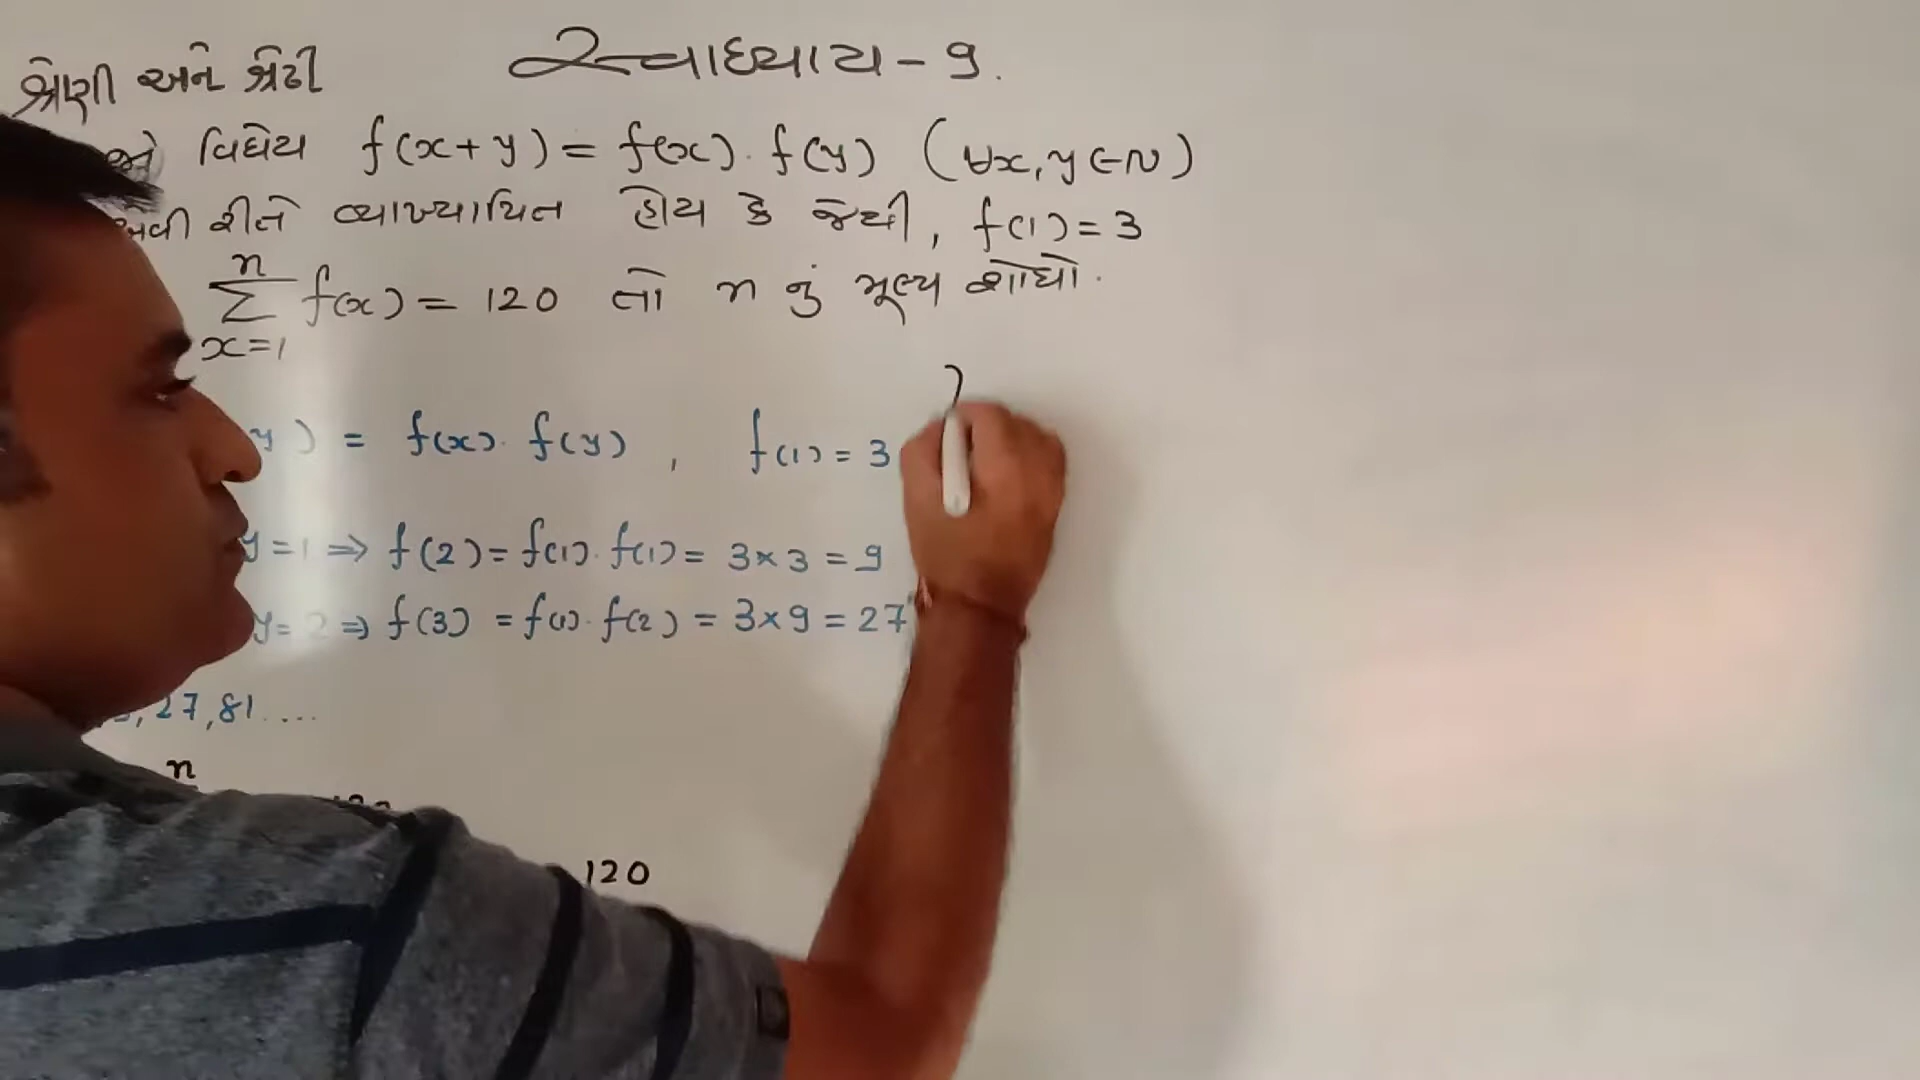 શ્રેણી અને શ્રેઢી
સ્વાધ્યાય - 9.
વિધેય f(x+y) = f(x). f(y) (∀x, y ∈ N)
રીતે વ્યાખ્યાયિત હોય કે જેથી, f(1) = 3
n
∑ f(x) = 120 તો n નું મૂલ્ય શોધો.
x=1
y) = f(x). f(y) , f(1) = 3
y=1 ⇒ f(2) = f(1). f(1) = 3×3 = 9
y=2 ⇒ f(3) = f(1). f(2) = 3×9 = 27
, 27, 81....
n
120